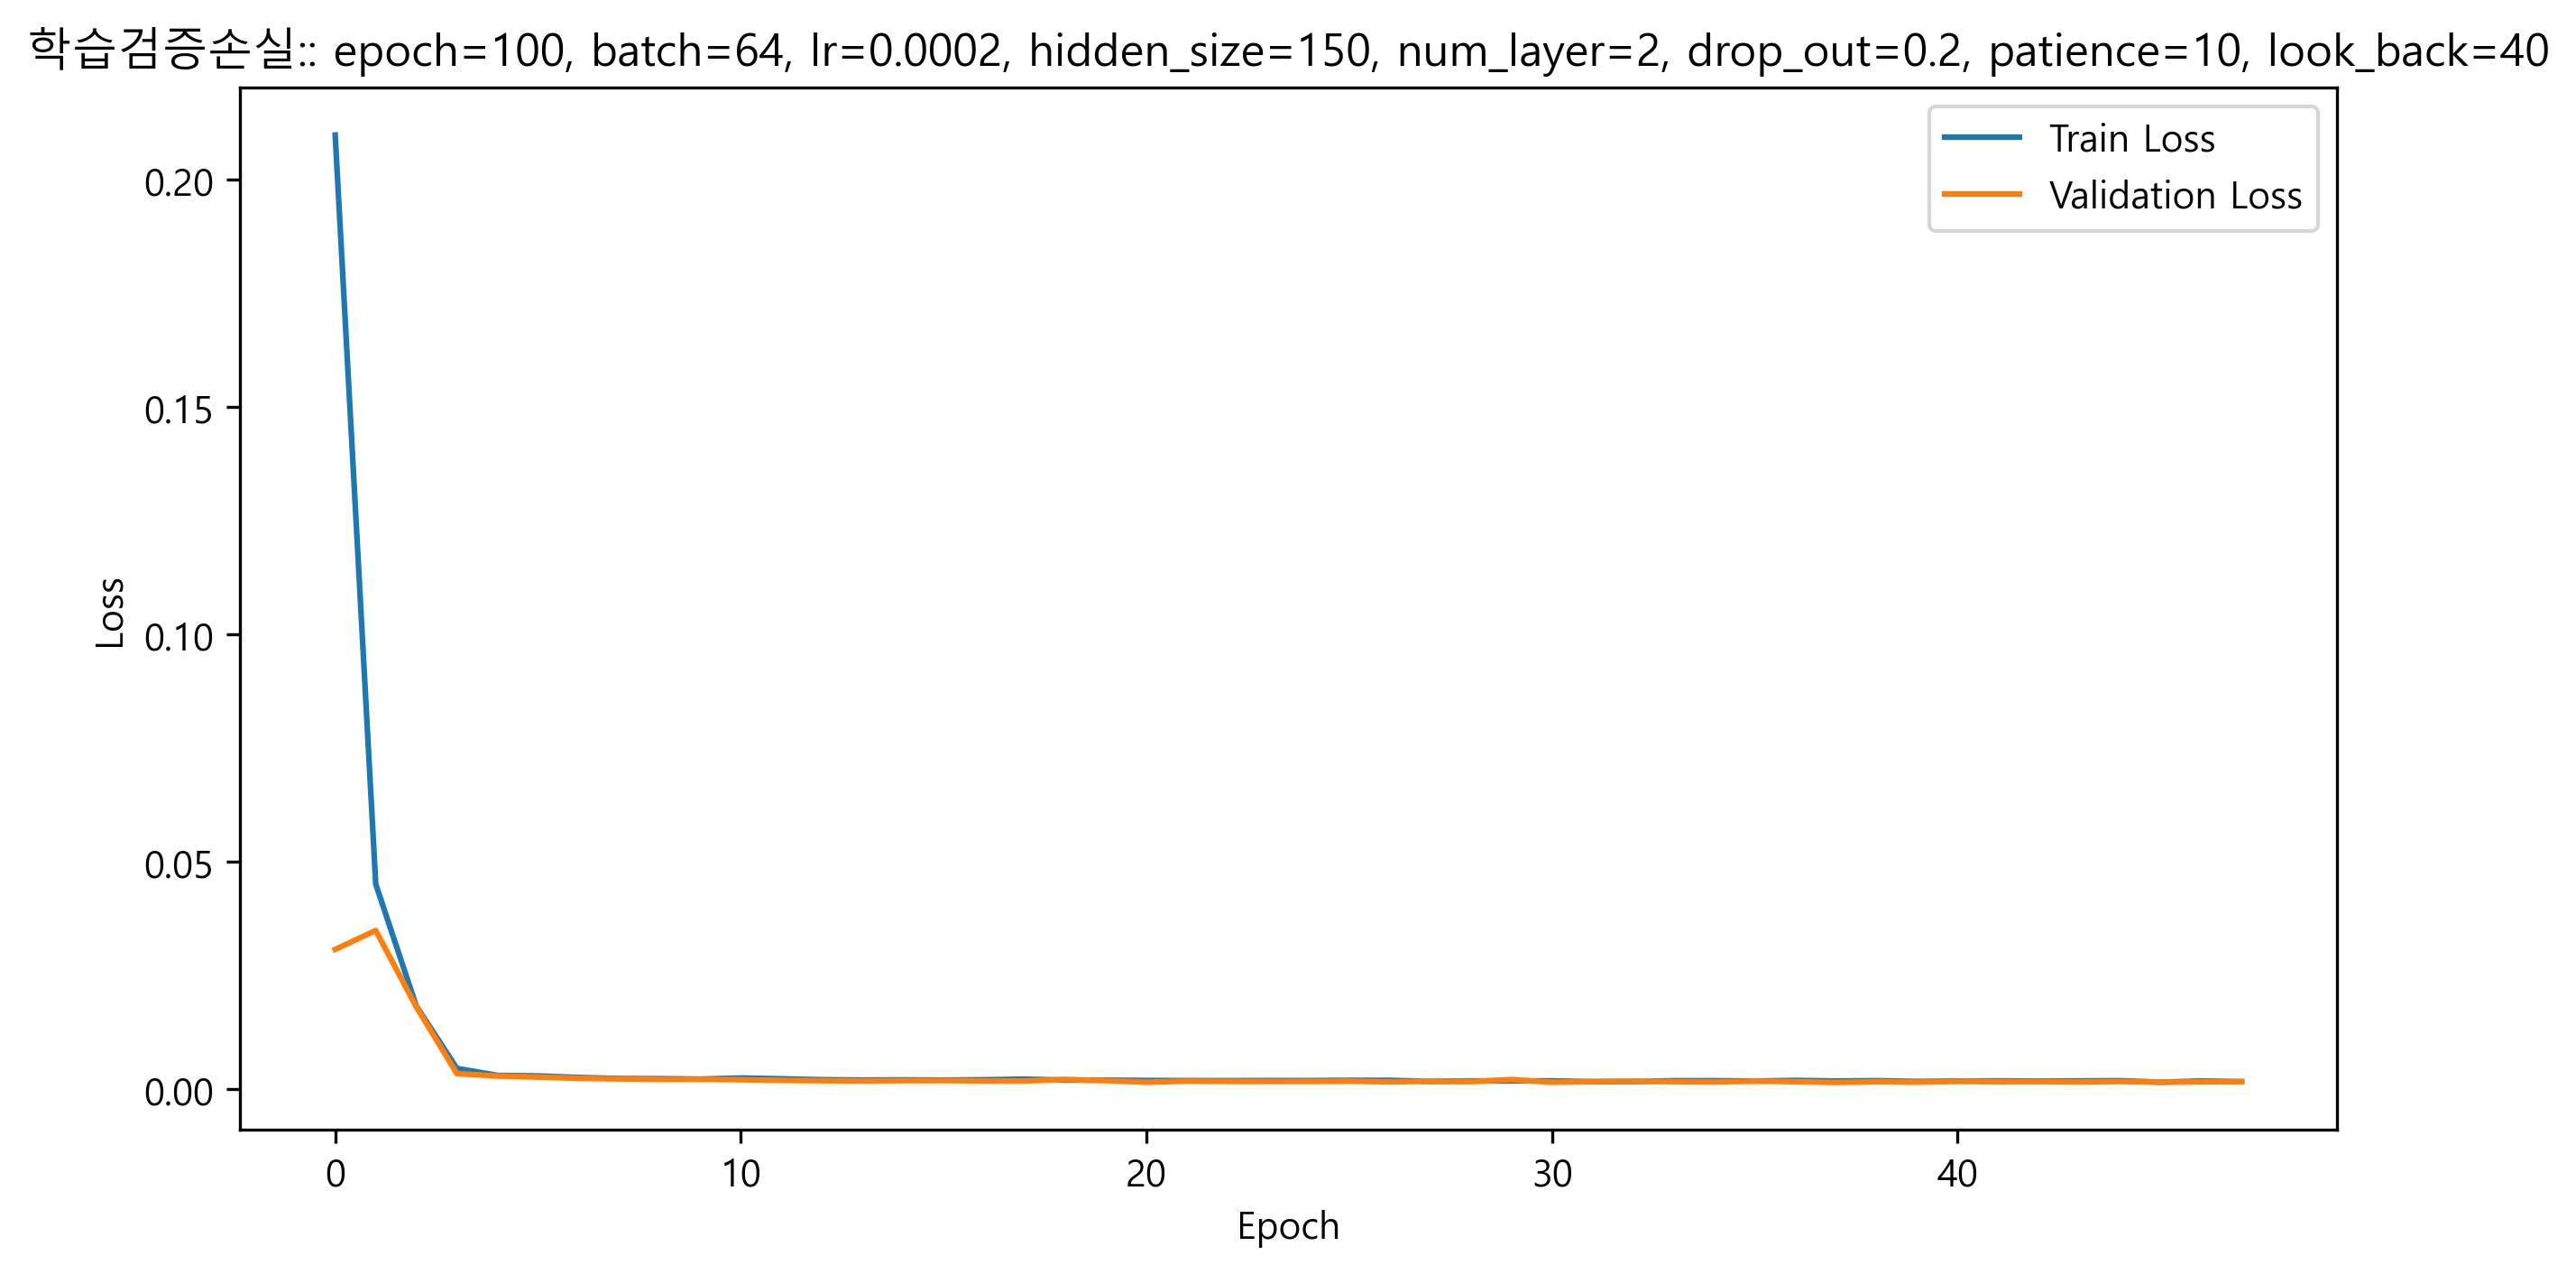 학습검증손실:: epoch=100, batch=64, lr=0.0002, hidden_size=150, num_layer=2, drop_out=0.2, patience=10, look_back=40
Train Loss
Validation Loss
0.20
0.15
0.10
0.05
0.00
Loss
0 10 20 30 40
Epoch